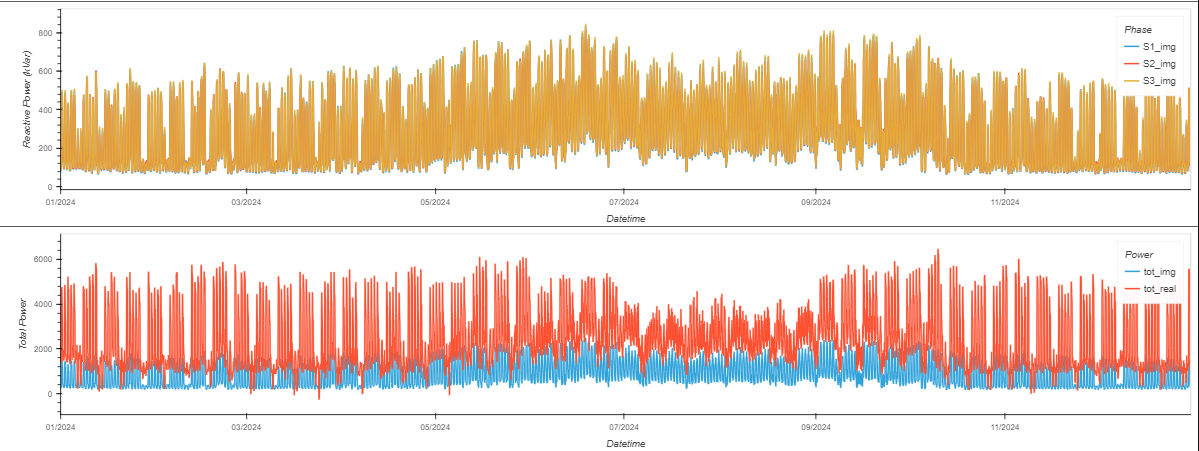 800
600
400
200
0
Reactive Power (kVar)
Phase
S1_img
S2_img
S3_img
01/2024 03/2024 05/2024 07/2024 09/2024 11/2024
Datetime
6000
4000
2000
0
Total Power
Power
tot_img
tot_real
01/2024 03/2024 05/2024 07/2024 09/2024 11/2024
Datetime